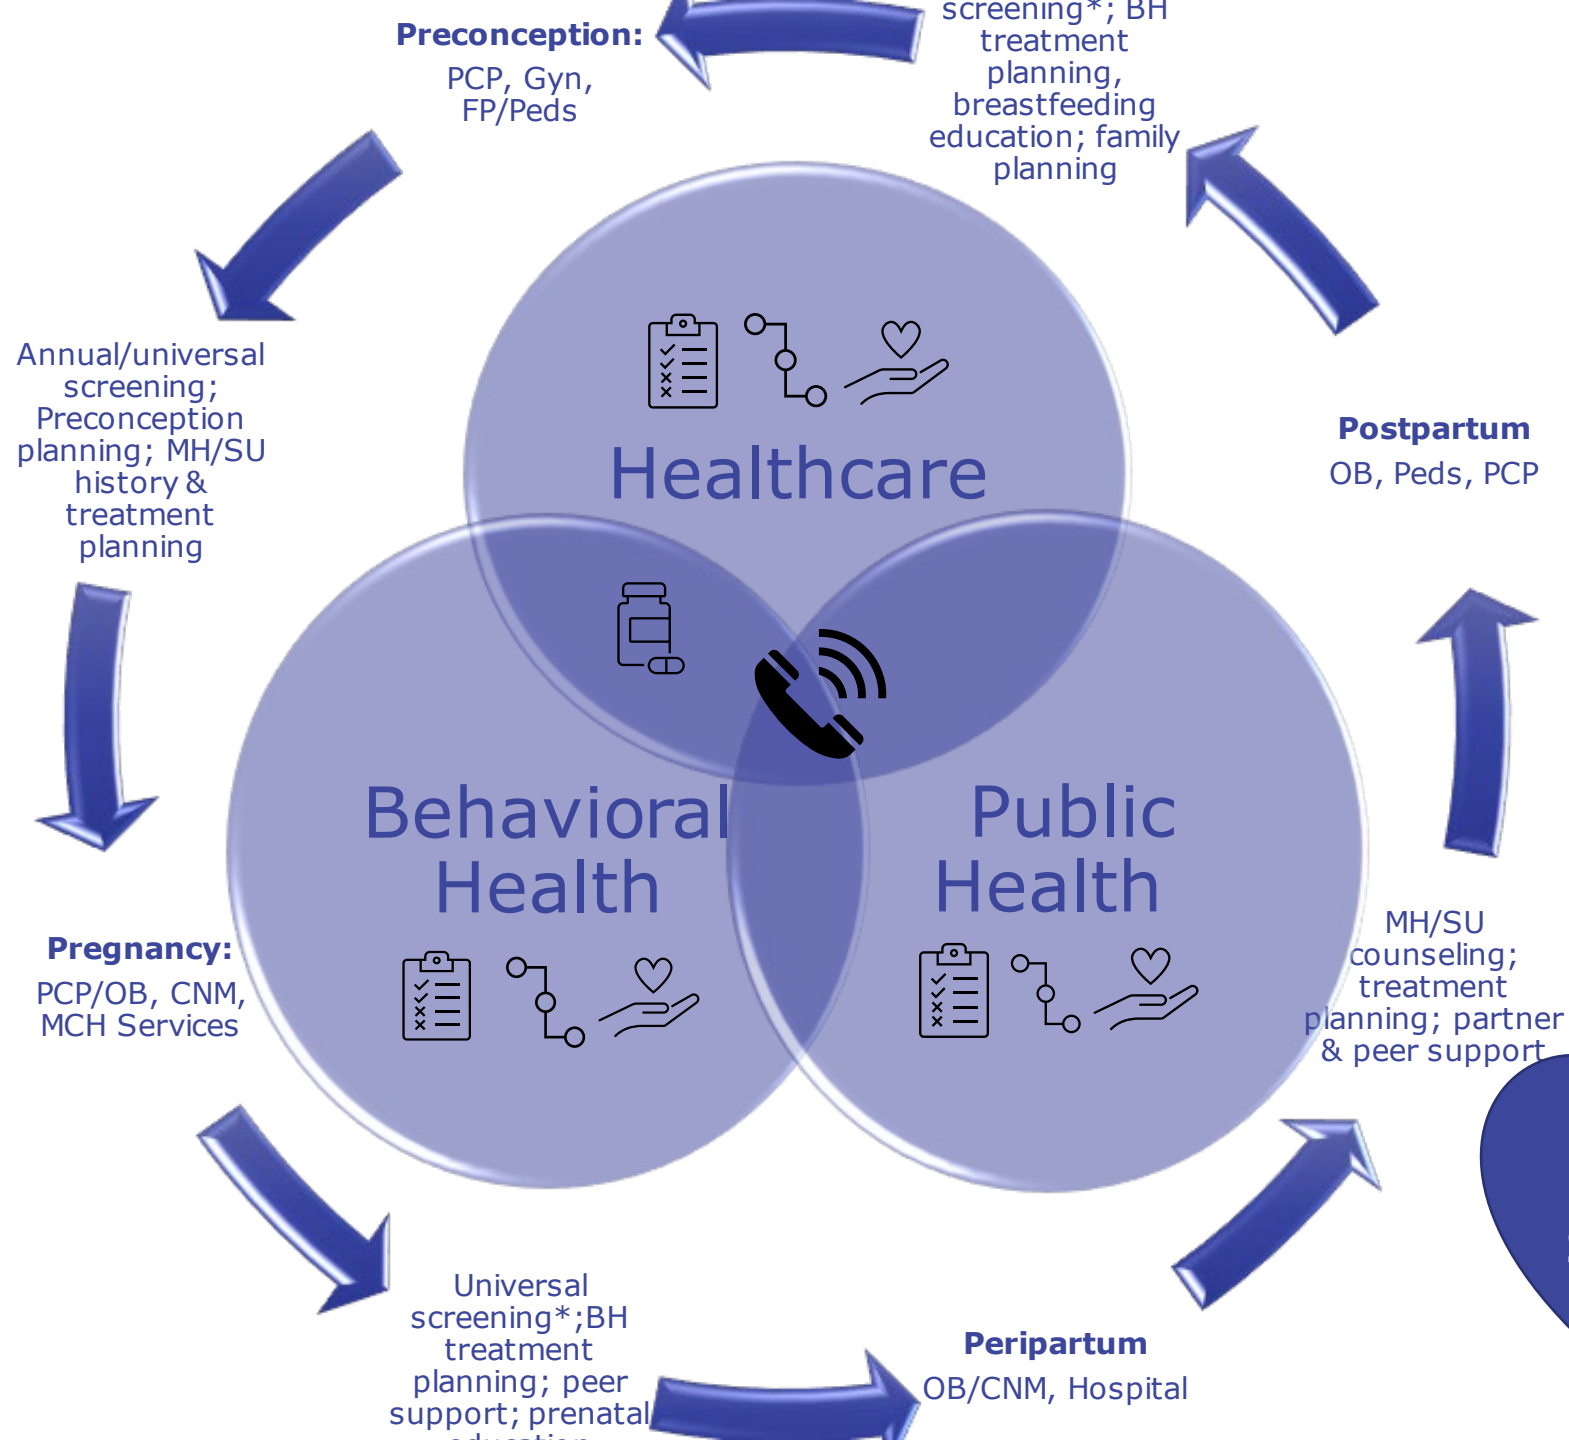 Preconception:
PCP, Gyn,
FP/Peds
screening*; BH
treatment
planning,
breastfeeding
education; family
planning
Annual/universal
screening;
Preconception
planning; MH/SU
history &
treatment
planning
Healthcare
Postpartum
OB, Peds, PCP
Behavioral
Health
Public
Health
Pregnancy:
PCP/OB, CNM,
MCH Services
MH/SU
counseling;
treatment
planning; partner
& peer support
Universal
screening*;BH
treatment
planning; peer
support; prenatal
Peripartum
OB/CNM, Hospital